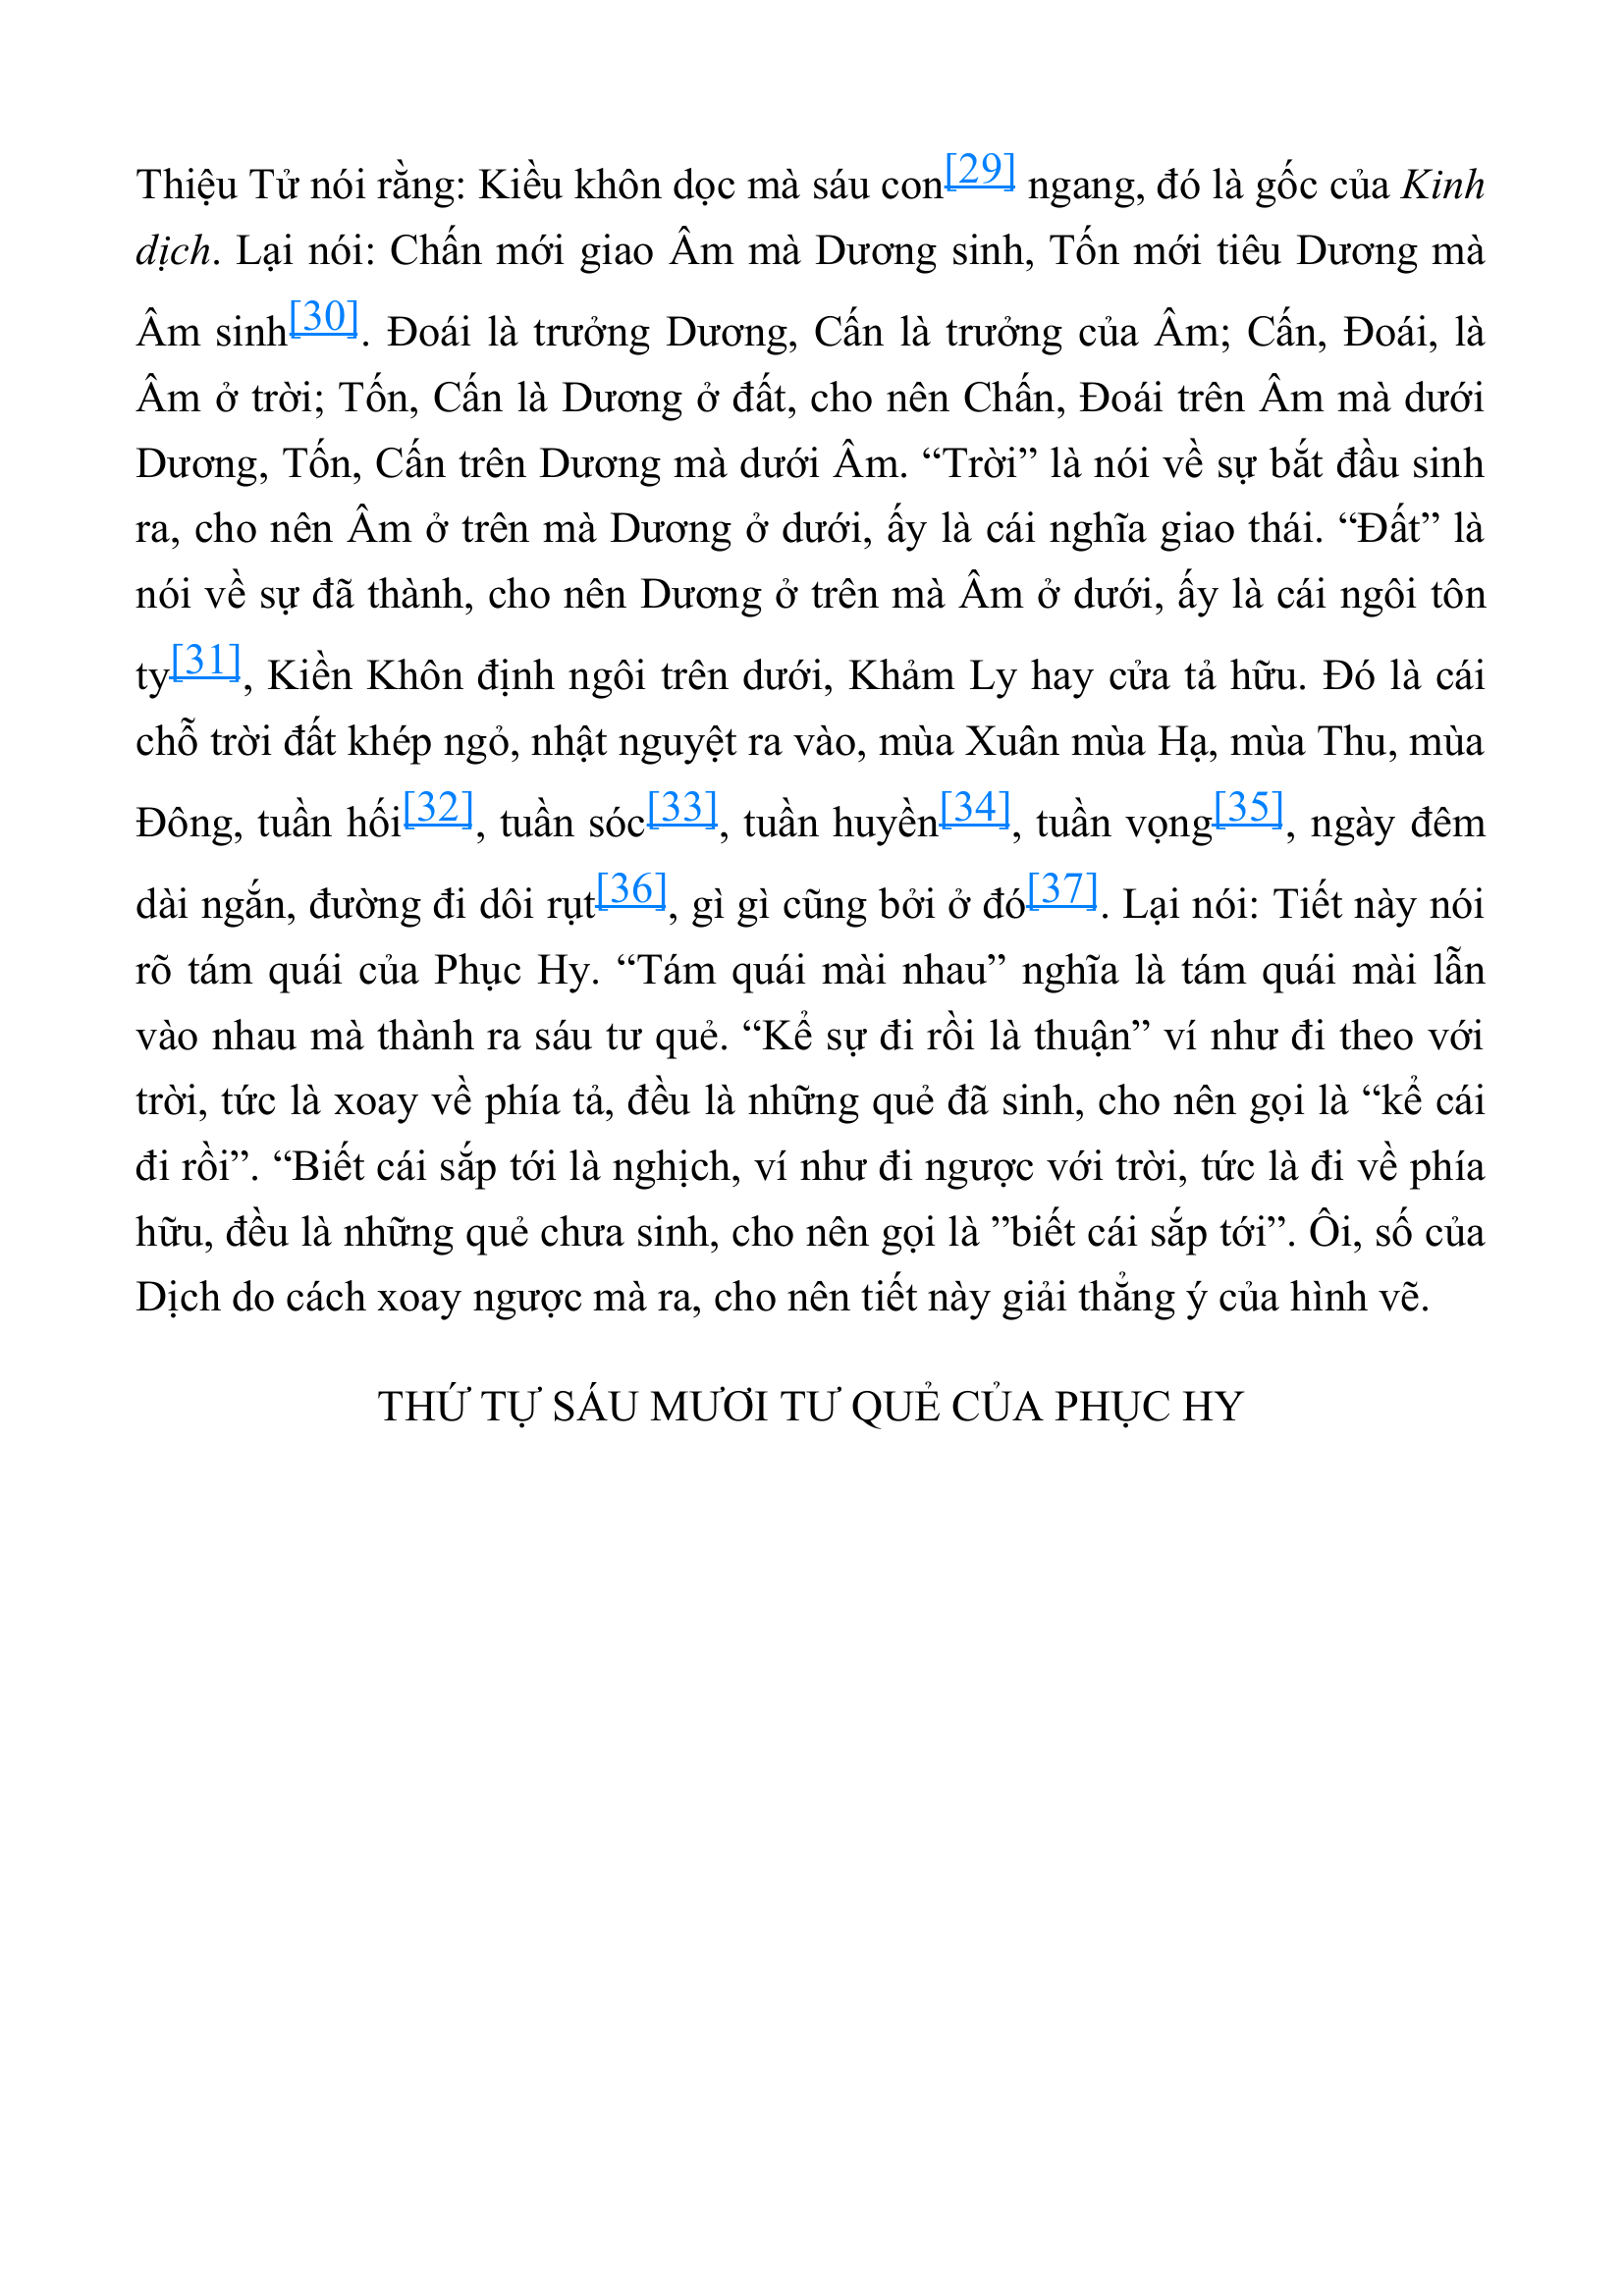 Thiệu Tử nói rằng: Kiều khôn dọc mà sáu con[29] ngang, đó là gốc của Kinh
dịch. Lại nói: Chấn mới giao Âm mà Dương sinh, Tốn mới tiêu Dương mà
Âm sinh[30]. Đoái là trưởng Dương, Cấn là trưởng của Âm; Cấn, Đoái, là
Âm ở trời; Tốn, Cấn là Dương ở đất, cho nên Chấn, Đoái trên Âm mà dưới
Dương, Tốn, Cấn trên Dương mà dưới Âm. “Trời” là nói về sự bắt đầu sinh
ra, cho nên Âm ở trên mà Dương ở dưới, ấy là cái nghĩa giao thái. “Đất” là
nói về sự đã thành, cho nên Dương ở trên mà Âm ở dưới, ấy là cái ngôi tôn
ty[31], Kiền Khôn định ngôi trên dưới, Khảm Ly hay cửa tả hữu. Đó là cái
chỗ trời đất khép ngỏ, nhật nguyệt ra vào, mùa Xuân mùa Hạ, mùa Thu, mùa
Đông, tuần hối[32], tuần sóc[33], tuần huyền[34], tuần vọng[35], ngày đêm
dài ngắn, đường đi dôi rụt[36], gì gì cũng bởi ở đó[37]. Lại nói: Tiết này nói
rõ tám quái của Phục Hy. “Tám quái mài nhau” nghĩa là tám quái mài lẫn
vào nhau mà thành ra sáu tư quẻ. “Kể sự đi rồi là thuận” ví như đi theo với
trời, tức là xoay về phía tả, đều là những quẻ đã sinh, cho nên gọi là “kể cái
đi rồi”. “Biết cái sắp tới là nghịch, ví như đi ngược với trời, tức là đi về phía
hữu, đều là những quẻ chưa sinh, cho nên gọi là ”biết cái sắp tới”. Ôi, số của
Dịch do cách xoay ngược mà ra, cho nên tiết này giải thẳng ý của hình vẽ.
THỨ TỰ SÁU MƯƠI TƯ QUẺ CỦA PHỤC HY